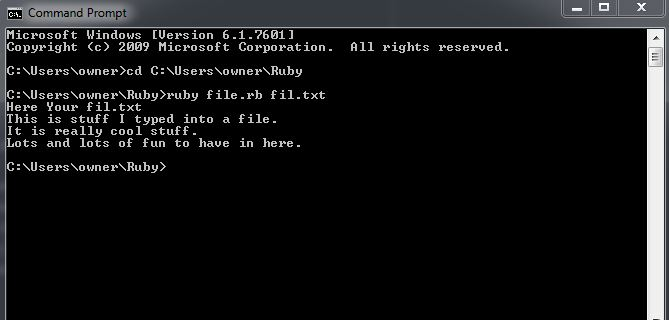 Command Prompt
Microsoft Windows [Version 6.1.7601]
Copyright (c) 2009 Microsoft Corporation.  All rights reserved.
C:\Users\owner>cd C:\Users\owner\Ruby
C:\Users\owner\Ruby>ruby file.rb fil.txt
Here Your fil.txt
This is stuff I typed into a file.
It is really cool stuff.
Lots and lots of fun to have in here.
C:\Users\owner\Ruby>